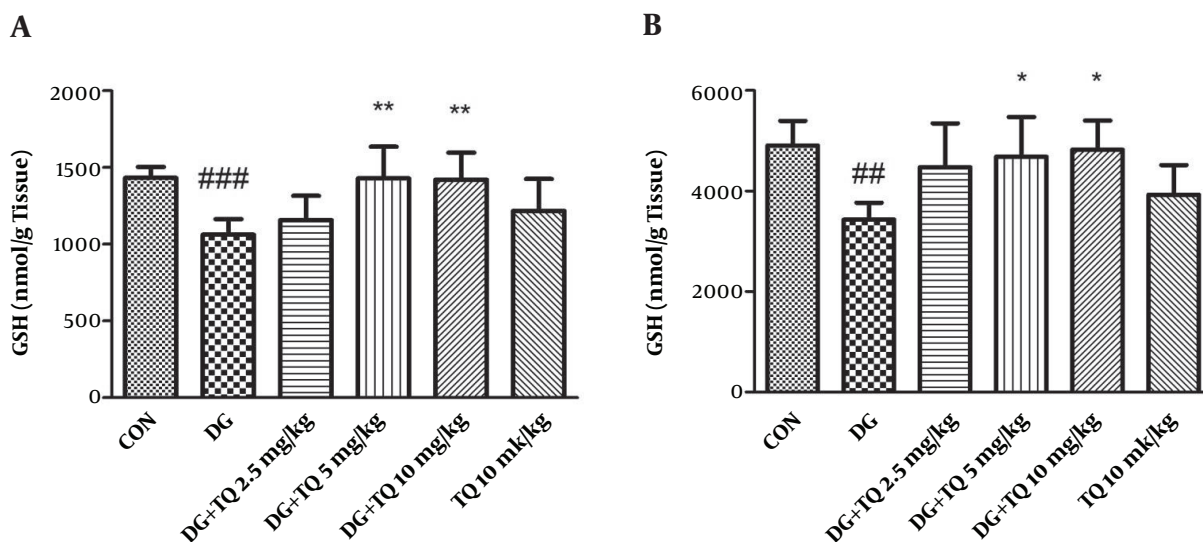 A
GSH (nmol/g Tissue)
2000
1500
1000
500
0
###
**
**
CON
DG
DG+TQ 2.5 mg/kg
DG+TQ 5 mg/kg
DG+TQ 10 mg/kg
TQ 10 mk/kg
B
GSH (nmol/g Tissue)
6000
4000
2000
0
##
*
*
CON
DG
DG+TQ 2.5 mg/kg
DG+TQ 5 mg/kg
DG+TQ 10 mg/kg
TQ 10 mk/kg